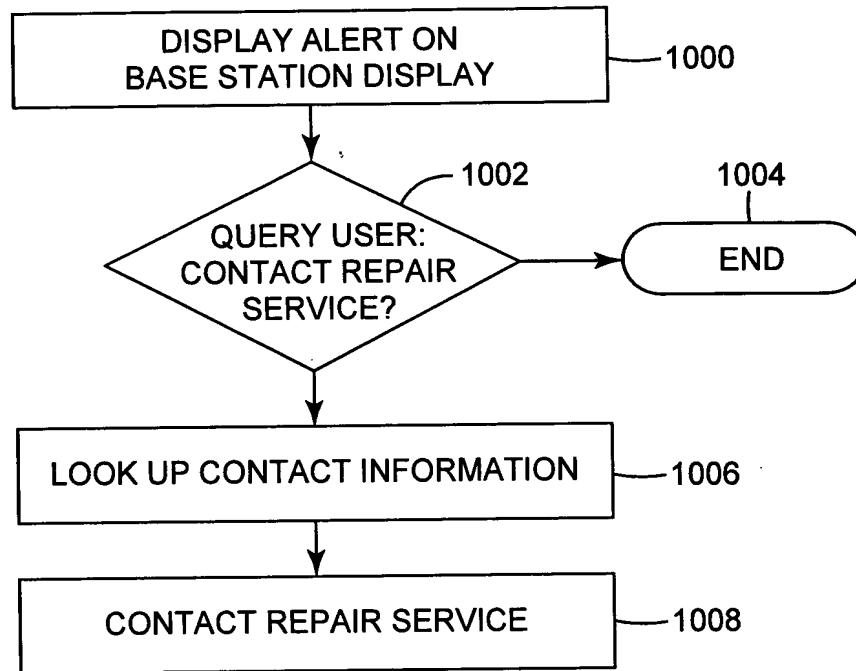 DISPLAY ALERT ON
BASE STATION DISPLAY
1000
1002
1004
QUERY USER:
CONTACT REPAIR
SERVICE?
END
LOOK UP CONTACT INFORMATION
1006
CONTACT REPAIR SERVICE
1008